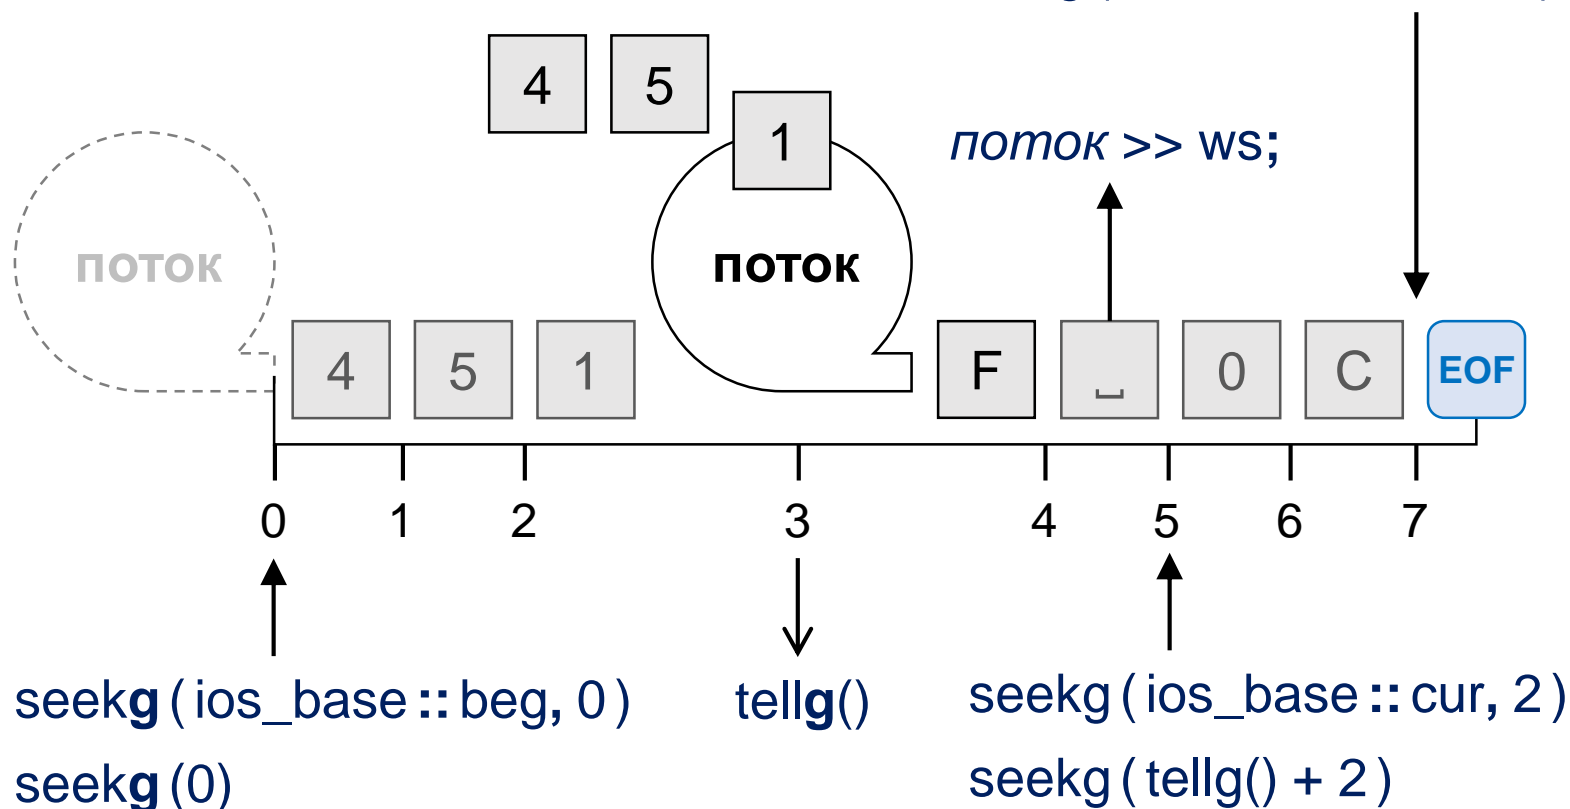 4 5
1
поток >> ws;
поток
поток
4 5 1 F ␣ 0 C EOF
0 1 2 3 4 5 6 7
seekg(ios_base::beg, 0) tellg() seekg(ios_base::cur, 2)
seekg(0) seekg(tellg() + 2)